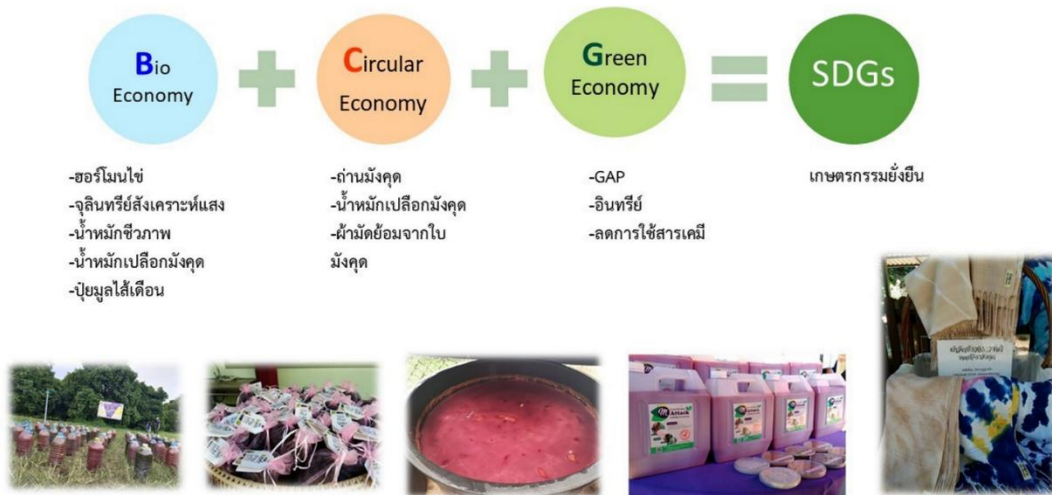 Bio
Economy
Circular
Economy
Green
Economy
SDGs
-ฮอร์โมนไข่
-จุลินทรีย์สังเคราะห์แสง
-น้ำหมักชีวภาพ
-น้ำหมักเปลือกมังคุด
-ปุ๋ยมูลไส้เดือน
-ถ่านมังคุด
-น้ำหมักเปลือกมังคุด
-ผ้ามัดย้อมจากใบ
มังคุด
-GAP
-อินทรีย์
-ลดการใช้สารเคมี
เกษตรกรรมยั่งยืน
Attack